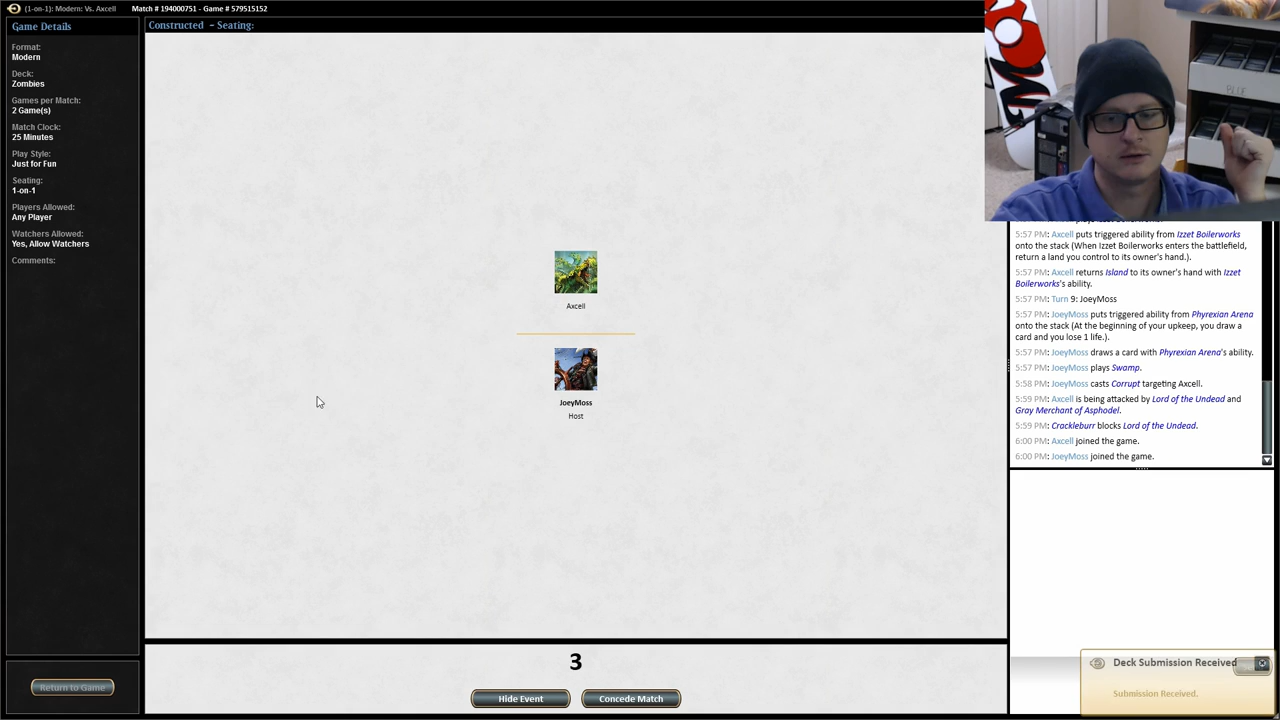 (1-on-1): Modern: Vs. Axcell
Match # 194000751 - Game # 579515152
Game Details
Format:
Modern
Deck:
Zombies
Games per Match:
2 Game(s)
Match Clock:
25 Minutes
Play Style:
Just for Fun
Seating:
1-on-1
Players Allowed:
Any Player
Watchers Allowed:
Yes, Allow Watchers
Comments:
Return to Game
Constructed - Seating:
Axcell
JoeyMoss
Host
3
Hide Event
Concede Match
BLUE
5:57 PM: Axcell puts triggered ability from Izzet Boilerworks
onto the stack (When Izzet Boilerworks enters the battlefield,
return a land you control to its owner's hand.).
5:57 PM: Axcell returns Island to its owner's hand with Izzet
Boilerworks's ability.
5:57 PM: Turn 9: JoeyMoss
5:57 PM: JoeyMoss puts triggered ability from Phyrexian Arena
onto the stack (At the beginning of your upkeep, you draw a
card and you lose 1 life.).
5:57 PM: JoeyMoss draws a card with Phyrexian Arena's ability.
5:57 PM: JoeyMoss plays Swamp.
5:58 PM: JoeyMoss casts Corrupt targeting Axcell.
5:59 PM: Axcell is being attacked by Lord of the Undead and
Gray Merchant of Asphodel.
5:59 PM: Crackleburr blocks Lord of the Undead.
6:00 PM: Axcell joined the game.
6:00 PM: JoeyMoss joined the game.
Deck Submission Received
Submission Received.